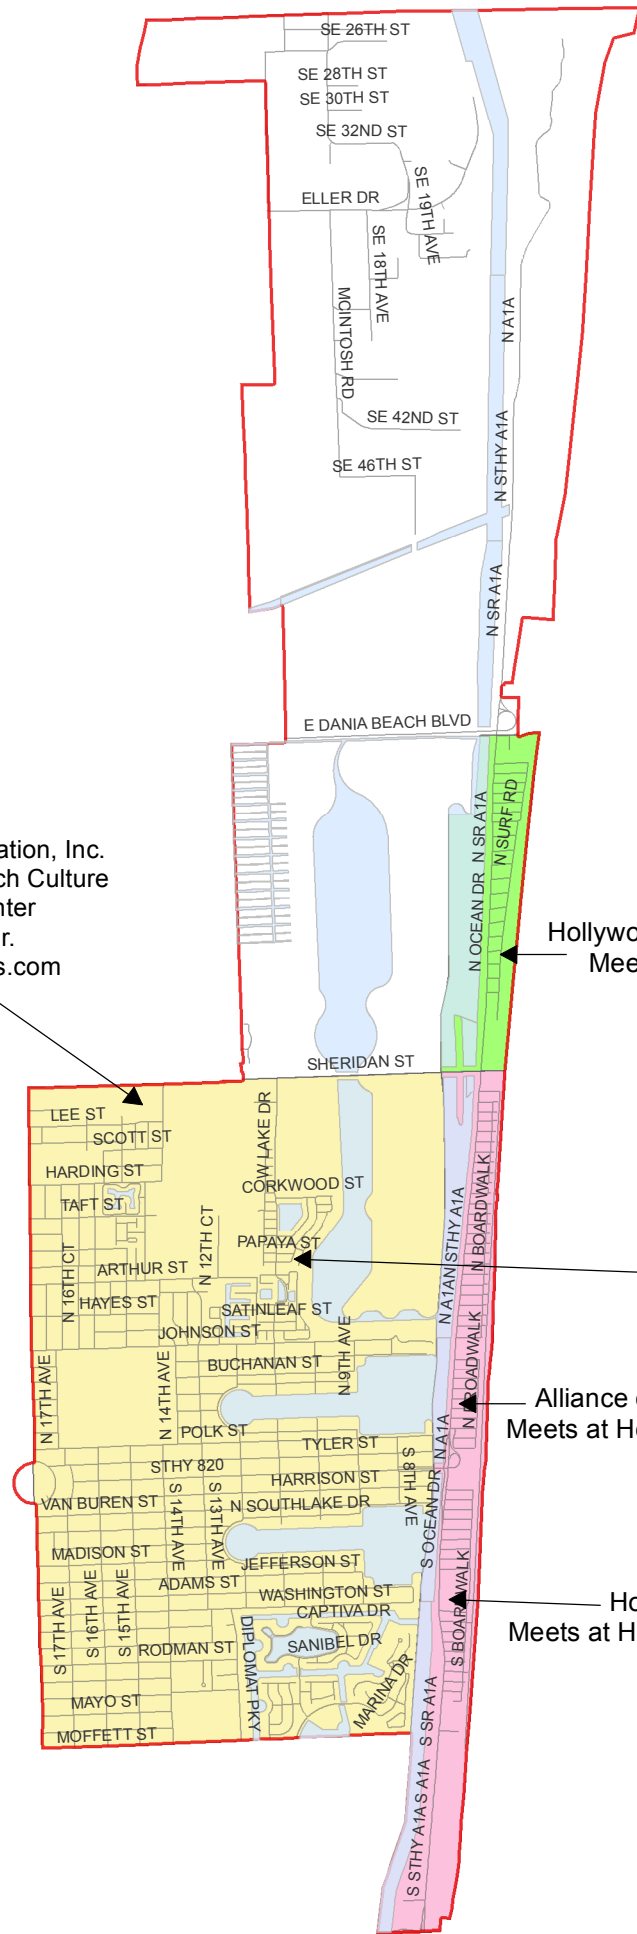 SE 26TH ST
SE 28TH ST
SE 30TH ST
SE 32ND ST
SE 19TH AVE
ELLER DR
SE 18TH AVE
MCINTOSH RD
N A1A
SE 42ND ST
N STHY A1A
SE 46TH ST
N SR A1A
E DANIA BEACH BLVD
N SR A1A
N SURF RD
N OCEAN DR
ation, Inc.
ch Culture
nter
r.
s.com
Hollywo
Mee
SHERIDAN ST
LEE ST
SCOTT ST
OW LAKE DR
HARDING ST
CORKWOOD ST
TAFT ST
N BOARDWALK
N A1AN STHY A1A
N 12TH CT
PAPAYA ST
N 16TH CT
ARTHUR ST
HAYES ST
SATINLEAF ST
JOHNSON ST
BUCHANAN ST
N 9TH AVE
N BROADWALK
N 17TH AVE
N 14TH AVE
Alliance
Meets at H
POLK ST
TYLER ST
N A1A
STHY 820
HARRISON ST
S 8TH AVE
VAN BUREN ST
N SOUTHLAKE DR
S 14TH AVE
S 13TH AVE
S OCEAN DR
MADISON ST
JEFFERSON ST
ADAMS ST
WASHINGTON ST
CAPTIVA DR
S 17TH AVE
S 16TH AVE
S 15TH AVE
S BOARDWALK
Ho
Meets at H
RODMAN ST
SANIBEL DR
DIPLOMAT PKY
MARINA DR
MAYO ST
MOFFETT ST
S SR A1A
S STHY A1A S A1A